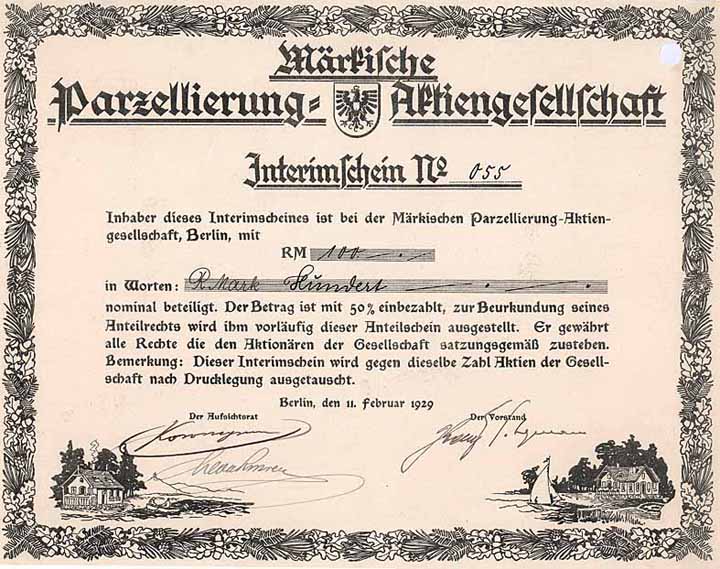 Märkische
Parzellierung-Aktiengesellschaft
Interimschein No 055
Inhaber dieses Interimscheines ist bei der Märkischen Parzellierung-Aktien-
gesellschaft, Berlin, mit
RM 100
in Worten: R. Mark Hundert
nominal beteiligt. Der Betrag ist mit 50% einbezahlt, zur Beurkundung seines
Anteilrechts wird ihm vorläufig dieser Anteilschein ausgestellt. Er gewährt
alle Rechte die den Aktionären der Gesellschaft satzungsgemäß zustehen.
Bemerkung: Dieser Interimschein wird gegen dieselbe Zahl Aktien der Gesell-
schaft nach Drucklegung ausgetauscht.
Berlin, den 11. Februar 1929
Der Aufsichtsrat Der Vorstand